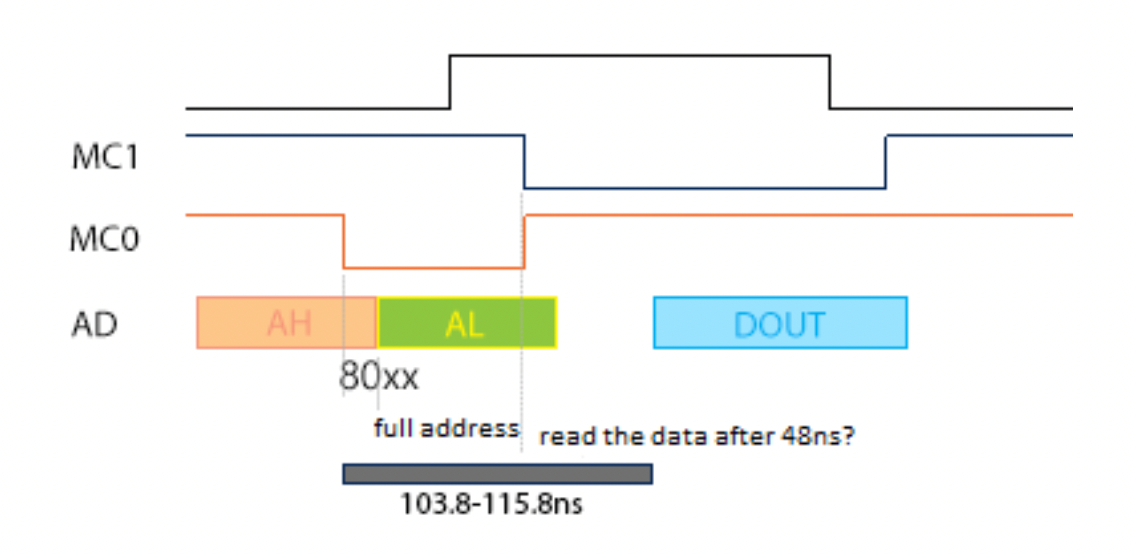 MC1
MC0
AD
AH
AL
DOUT
80xx
full address
read the data after 48ns?
103.8-115.8ns